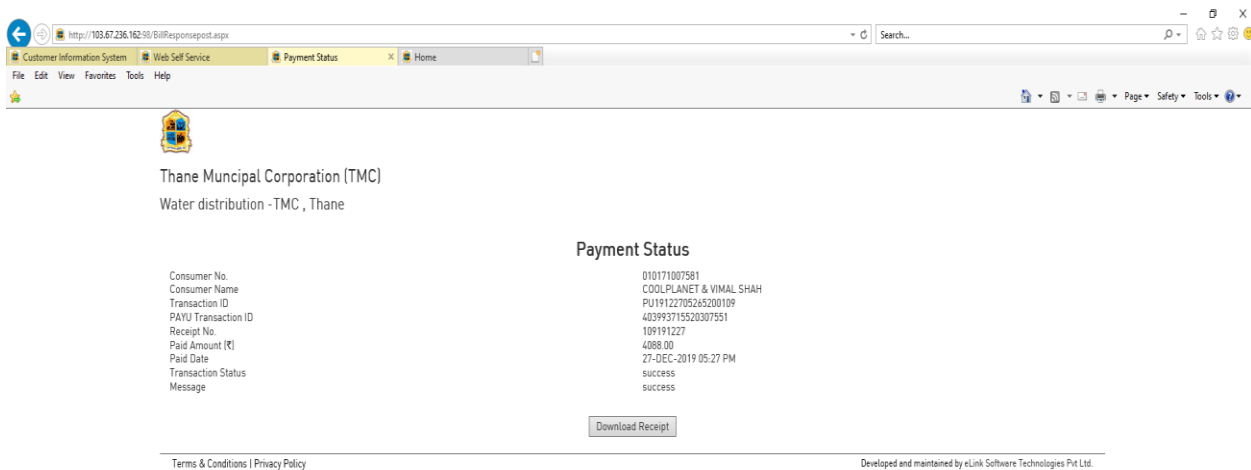 http://103.67.236.162:98/BillResponsepost.aspx Search...
Customer Information System Web Self Service Payment Status X Home
File Edit View Favorites Tools Help
Page Safety Tools
Thane Muncipal Corporation (TMC)
Water distribution -TMC , Thane
Payment Status
Consumer No. 010171007581
Consumer Name COOLPLANET & VIMAL SHAH
Transaction ID PU19122705265200109
PAYU Transaction ID 403993715520307551
Receipt No. 109191227
Paid Amount (₹) 4088.00
Paid Date 27-DEC-2019 05:27 PM
Transaction Status success
Message success
Download Receipt
Terms & Conditions | Privacy Policy Developed and maintained by eLink Software Technologies Pvt Ltd.